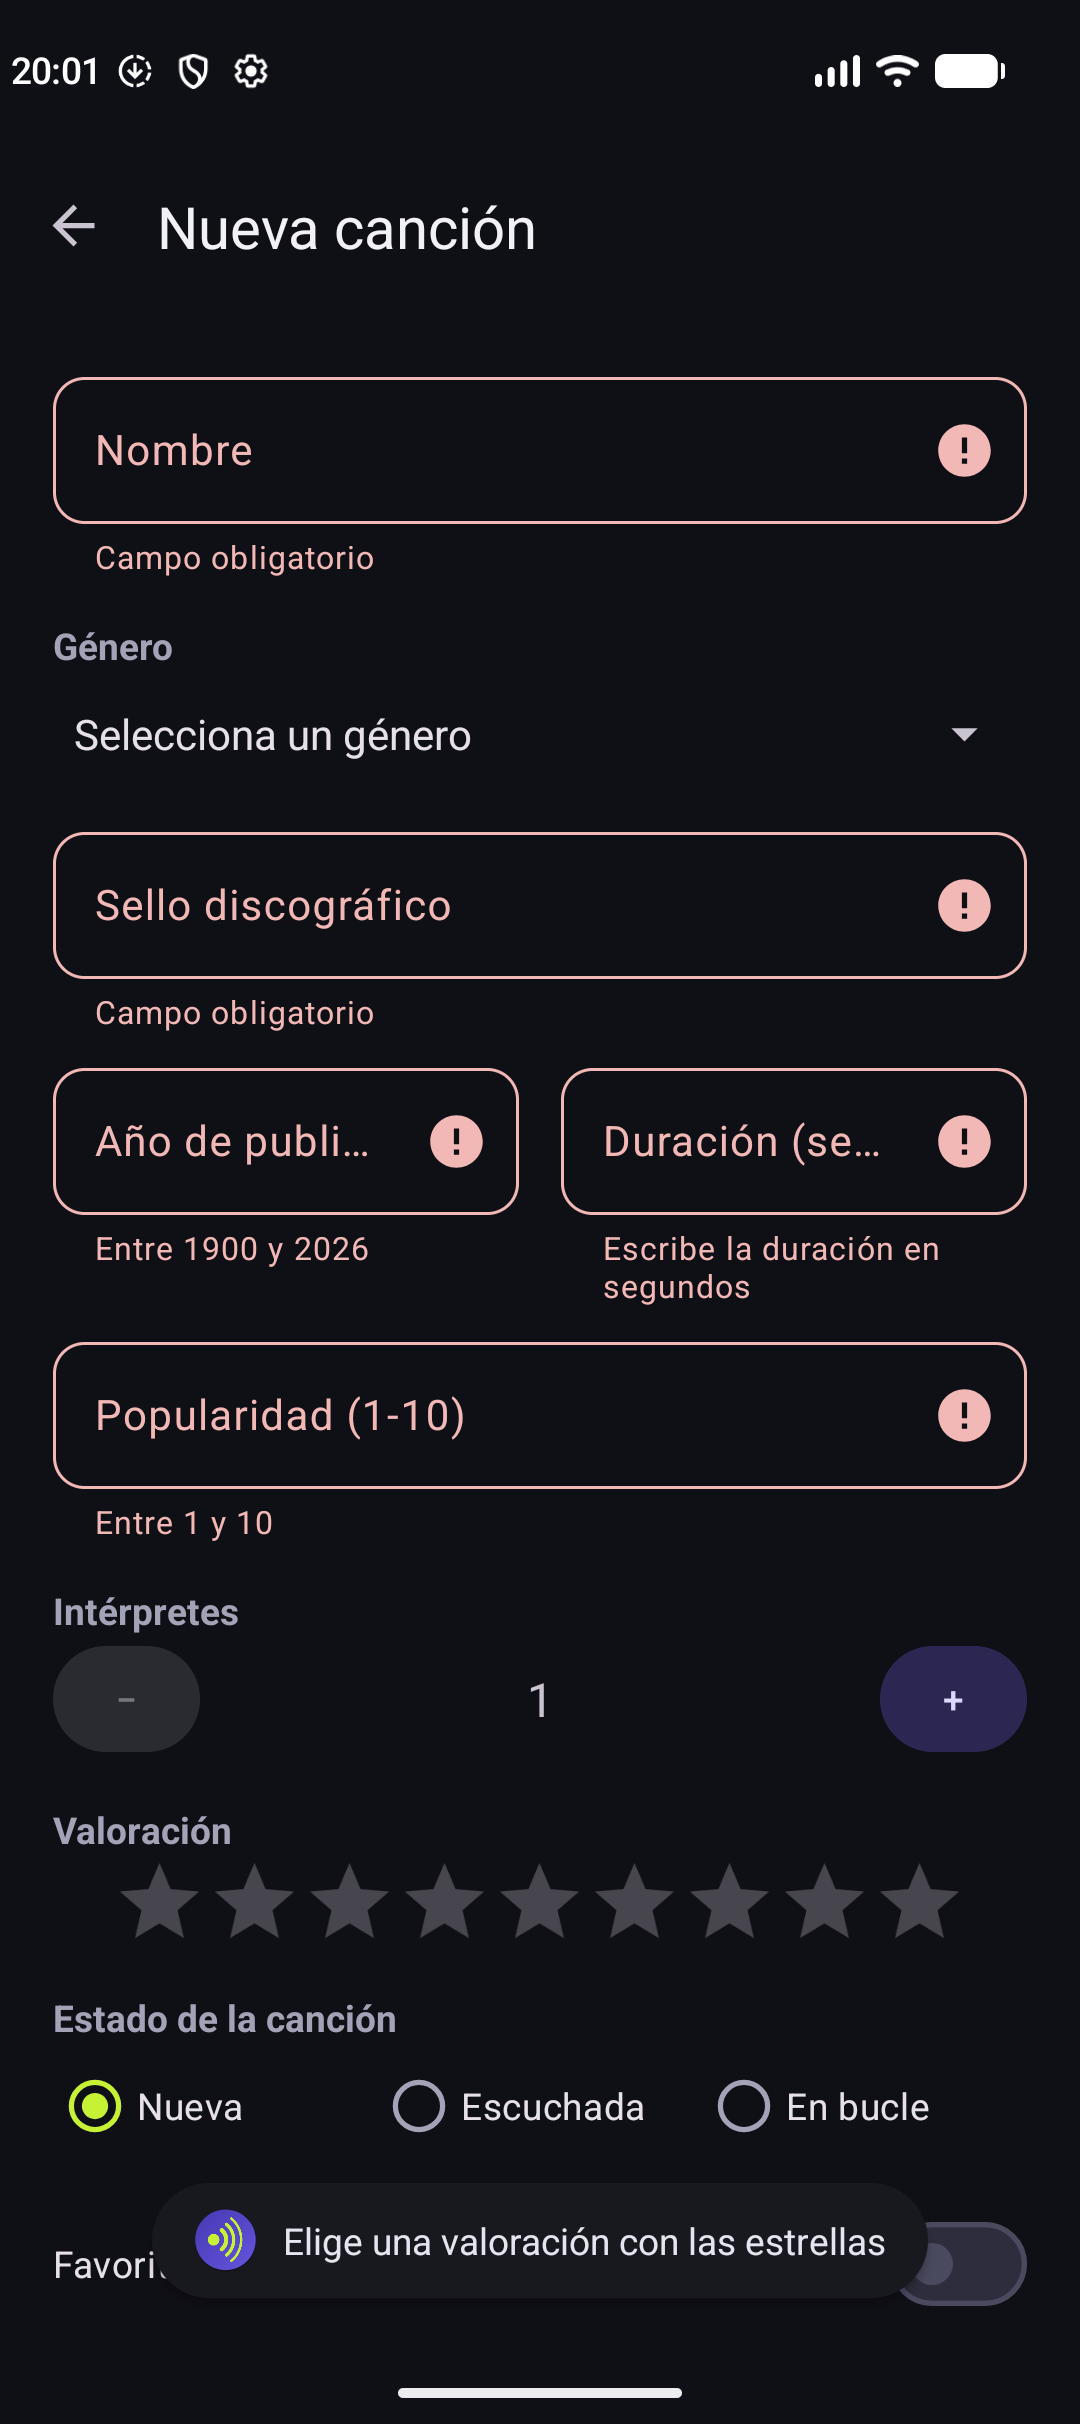 20:01
Nueva canción
Nombre
Campo obligatorio
Género
Selecciona un género
Sello discográfico
Campo obligatorio
Año de publi...
Duración (se...
Entre 1900 y 2026
Escribe la duración en
segundos
Popularidad (1-10)
Entre 1 y 10
Intérpretes
− 1 +
Valoración
Estado de la canción
Nueva
Escuchada
En bucle
Elige una valoración con las estrellas